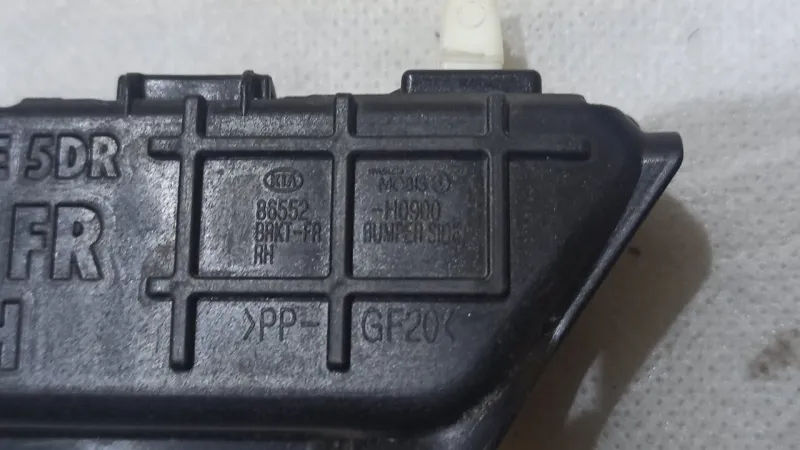 E 5DR
FR
H
KIA
86552
BRKT-FR
RH
MOBIS
-H0900
BUMPER SIDE
>PP- GF20<